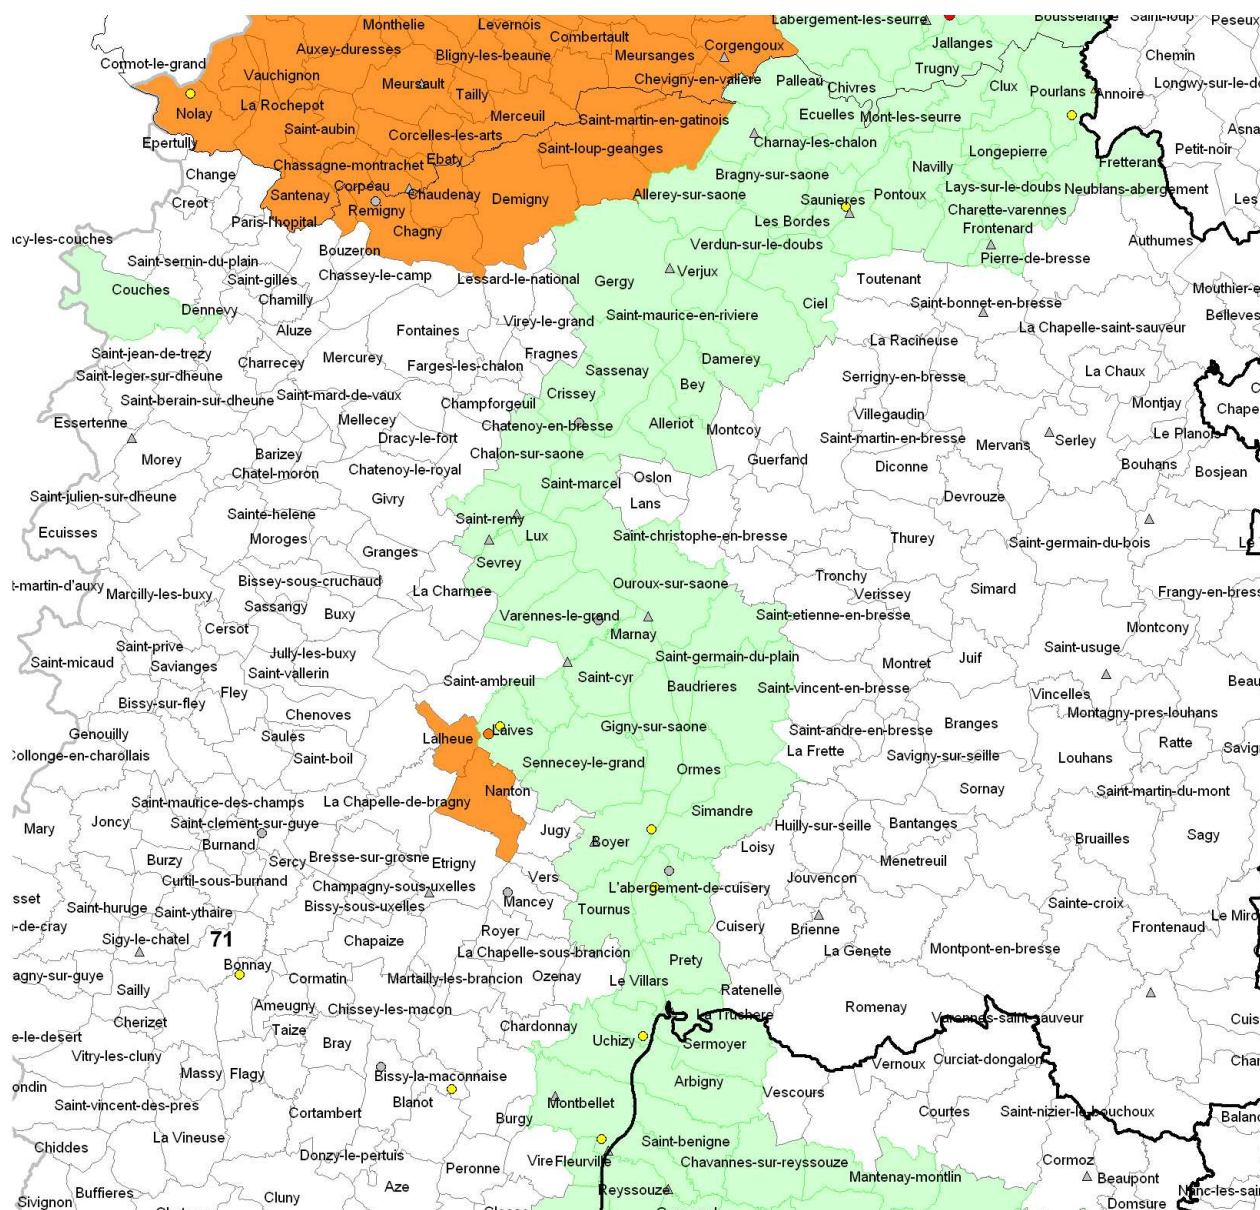 Monthelie
Levernois
Labergement-les-seurre
Saint-loup
Peseux
Combertault
Auxey-duresses
Bligny-les-beaune
Meursanges
Corgengoux
Jallanges
Chemin
Cormot-le-grand
Vauchignon
Meursault
Tailly
Chevigny-en-valiere
Palleau
Chivres
Trugny
Clux
Pourlans
Annoire
Nolay
La Rochepot
Merceuil
Saint-martin-en-gatinois
Ecuelles
Mont-les-seurre
Saint-aubin
Corcelles-les-arts
Epertully
Saint-loup-geanges
Charnay-les-chalon
Longepierre
Petit-noir
Change
Chassagne-montrachet
Ebaty
Bragny-sur-saone
Navilly
Creot
Santenay
Corpeau
Chaudenay
Demigny
Allerey-sur-saone
Saunieres
Pontoux
Lays-sur-le-doubs
Neublans-abergement
Paris-l'hopital
Remigny
Chagny
Les Bordes
Charette-varennes
Frontenard
Bouzeron
Verdun-sur-le-doubs
Authumes
Saint-sernin-du-plain
Pierre-de-bresse
Couches
Saint-gilles
Chassey-le-camp
Lessard-le-national
Gergy
Verjux
Toutenant
Chamilly
Dennevy
Virey-le-grand
Saint-maurice-en-riviere
Ciel
Saint-bonnet-en-bresse
Aluze
Fontaines
La Chapelle-saint-sauveur
La Racineuse
Saint-jean-de-trezy
Charrecey
Mercurey
Farges-les-chalon
Fragnes
Sassenay
Damerey
Saint-leger-sur-dheune
Bey
Serrigny-en-bresse
La Chaux
Saint-berain-sur-dheune
Saint-mard-de-vaux
Champforgeuil
Crissey
Montjay
Essertenne
Mellecey
Chatenoy-en-bresse
Alleriot
Montcoy
Villegaudin
Dracy-le-fort
Saint-martin-en-bresse
Mervans
Serley
Le Planois
Morey
Barizey
Chatel-moron
Chatenoy-le-royal
Chalon-sur-saone
Guerfand
Diconne
Bouhans
Bosjean
Saint-julien-sur-dheune
Givry
Saint-marcel
Oslon
Lans
Devrouze
Ecuisses
Sainte-helene
Saint-remy
Lux
Moroges
Granges
Saint-christophe-en-bresse
Thurey
Saint-germain-du-bois
Sevrey
Marcilly-les-buxy
Bissey-sous-cruchaud
La Charmee
Ouroux-sur-saone
Tronchy
Verissey
Simard
Sassangy
Buxy
Varennes-le-grand
Saint-etienne-en-bresse
Cersot
Marnay
Montcony
Saint-prive
Jully-les-buxy
Saint-usuge
Saint-micaud
Savianges
Saint-vallerin
Saint-ambreuil
Saint-cyr
Saint-germain-du-plain
Montret
Juif
Bissy-sur-fley
Fley
Baudrieres
Saint-vincent-en-bresse
Vincelles
Chenoves
Montagny-pres-louhans
Genouilly
Saules
Lalheue
Laives
Gigny-sur-saone
Saint-andre-en-bresse
Branges
Ratte
Collonge-en-charollais
Saint-boil
La Frette
Savigny-sur-seille
Louhans
Sennecey-le-grand
Ormes
Nanton
Sornay
Saint-martin-du-mont
Saint-maurice-des-champs
La Chapelle-de-bragny
Simandre
Mary
Joncy
Saint-clement-sur-guye
Jugy
Huilly-sur-seille
Bantanges
Bruailles
Sagy
Burnand
Boyer
Loisy
Burzy
Sercy
Bresse-sur-grosne
Etrigny
Menetreuil
Curtil-sous-burnand
Champagny-sous-uxelles
Vers
L'abergement-de-cuisery
Jouvencon
Saint-huruge
Saint-ythaire
Bissy-sous-uxelles
Mancey
Tournus
Sainte-croix
Sigy-le-chatel
71
Chapaize
Royer
Cuisery
Brienne
Frontenaud
La Chapelle-sous-brancion
La Genete
Montpont-en-bresse
Bonnay
Prety
Sailly
Cormatin
Martailly-les-brancion
Ozenay
Le Villars
Ratenelle
Ameugny
Chissey-les-macon
Romenay
Cherizet
Taize
Chardonnay
La Truchere
Varennes-saint-sauveur
Bray
Uchizy
Sermoyer
Vitry-les-cluny
Curciat-dongalon
Massy
Flagy
Bissy-la-maconnaise
Arbigny
Vernoux
Vescours
Saint-vincent-des-pres
Cortambert
Blanot
Montbellet
Courtes
Saint-nizier-le-bouchoux
Burgy
La Vineuse
Saint-benigne
Chiddes
Donzy-le-pertuis
Peronne
Vire
Fleurville
Chavannes-sur-reyssouze
Cormoz
Mantenay-montlin
Beaupont
Buffieres
Aze
Reyssouze
Sivignon
Cluny
Domsure